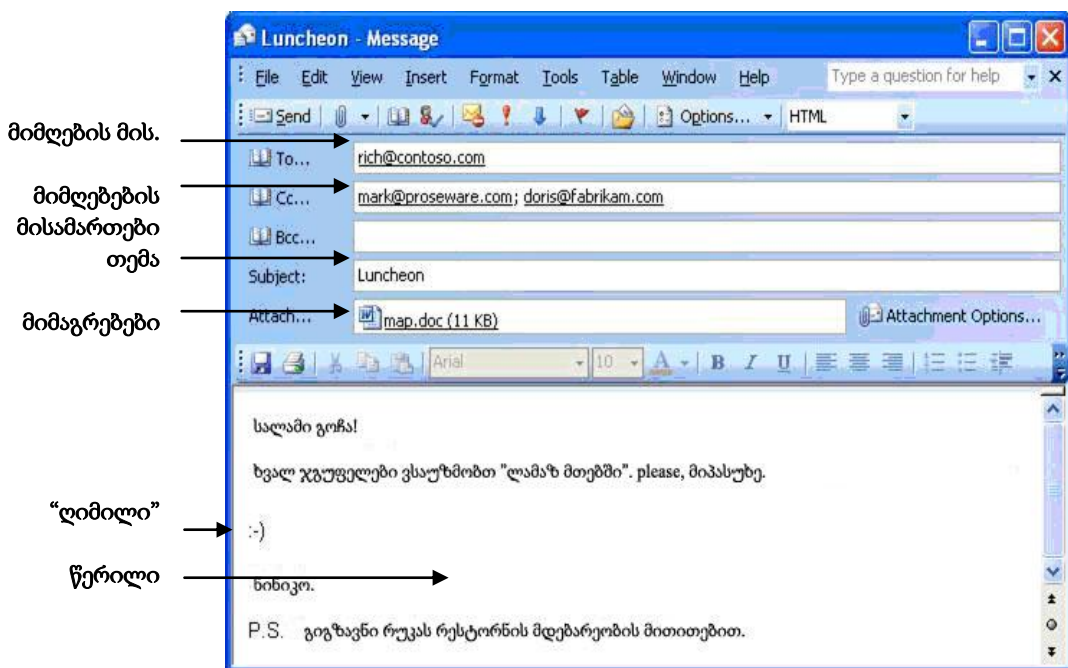 Luncheon - Message
File Edit View Insert Format Tools Table Window Help Type a question for help
Send Options... HTML
მიმღების მის.
To... rich@contoso.com
მიმღებების
მისამართები
Cc... mark@proseware.com; doris@fabrikam.com
Bcc...
თემა
Subject: Luncheon
მიმაგრებები
Attach... map.doc (11 KB) Attachment Options...
Arial 10 A B I U
სალამი გოჩა!
ხვალ ჯგუფელები ვსაუზმობთ "ლამაზ მთებში". please, მიპასუხე.
“ღიმილი”
:-)
წერილი
ნინიკო.
P.S. გიგზავნი რუკას რესტორნის მდებარეობის მითითებით.